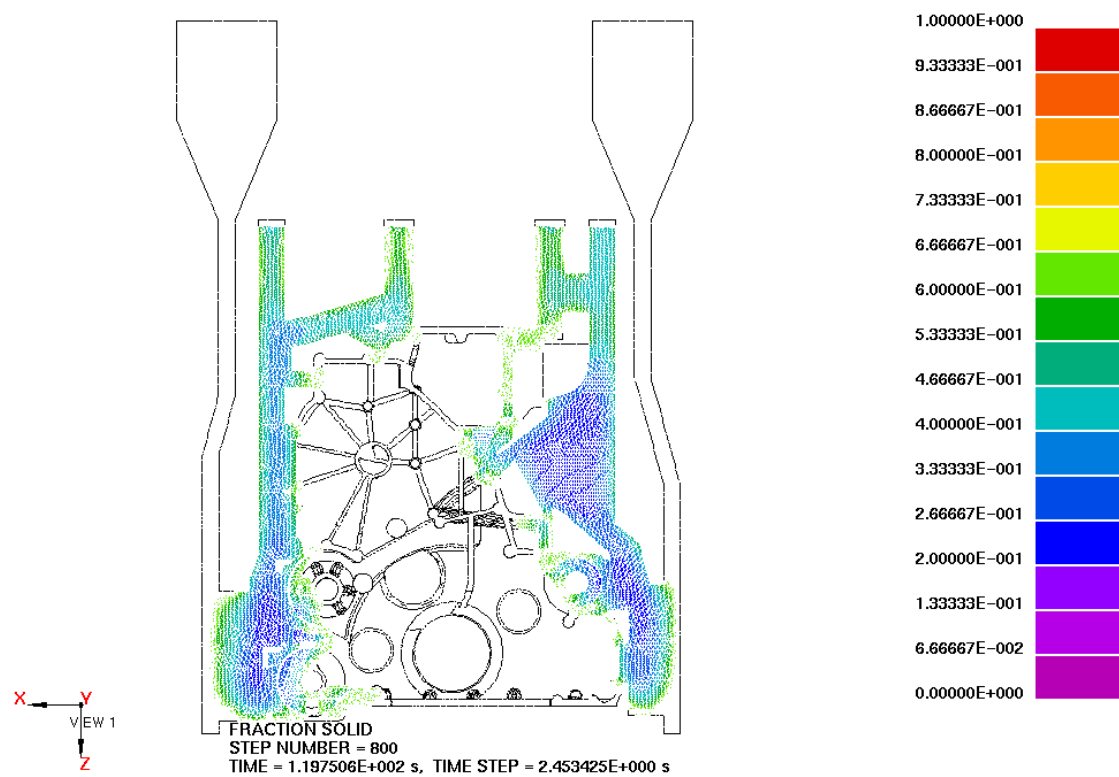 1.00000E+000
9.33333E-001
8.66667E-001
8.00000E-001
7.33333E-001
6.66667E-001
6.00000E-001
5.33333E-001
4.66667E-001
4.00000E-001
3.33333E-001
2.66667E-001
2.00000E-001
1.33333E-001
6.66667E-002
0.00000E+000
X
Y
VIEW 1
Z
FRACTION SOLID
STEP NUMBER = 800
TIME = 1.197506E+002 s, TIME STEP = 2.453425E+000 s